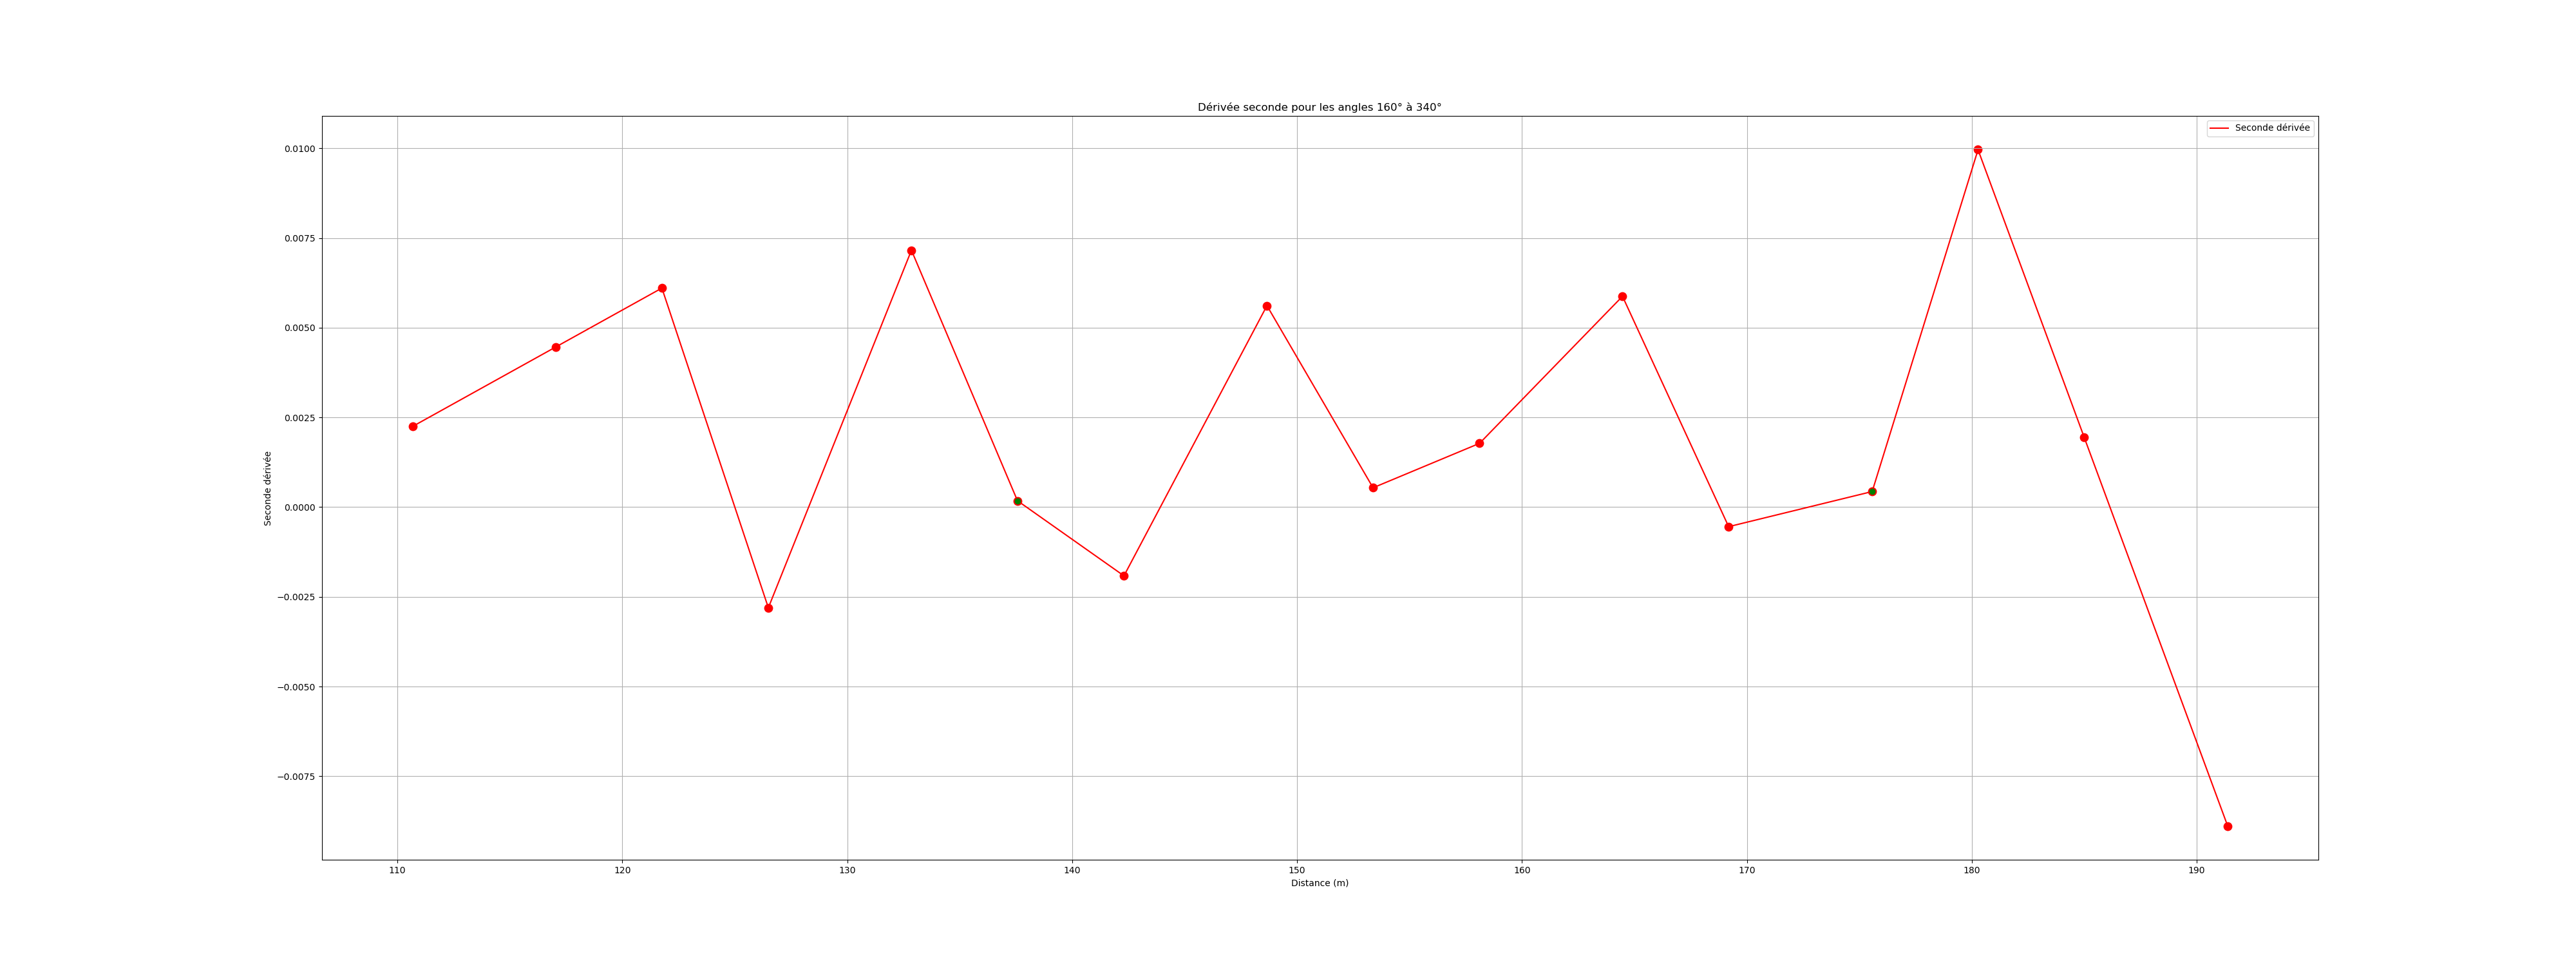 Dérivée seconde pour les angles 160° à 340°
Seconde dérivée
0.0100
0.0075
0.0050
0.0025
0.0000
−0.0025
−0.0050
−0.0075
Seconde dérivée
110 120 130 140 150 160 170 180 190
Distance (m)